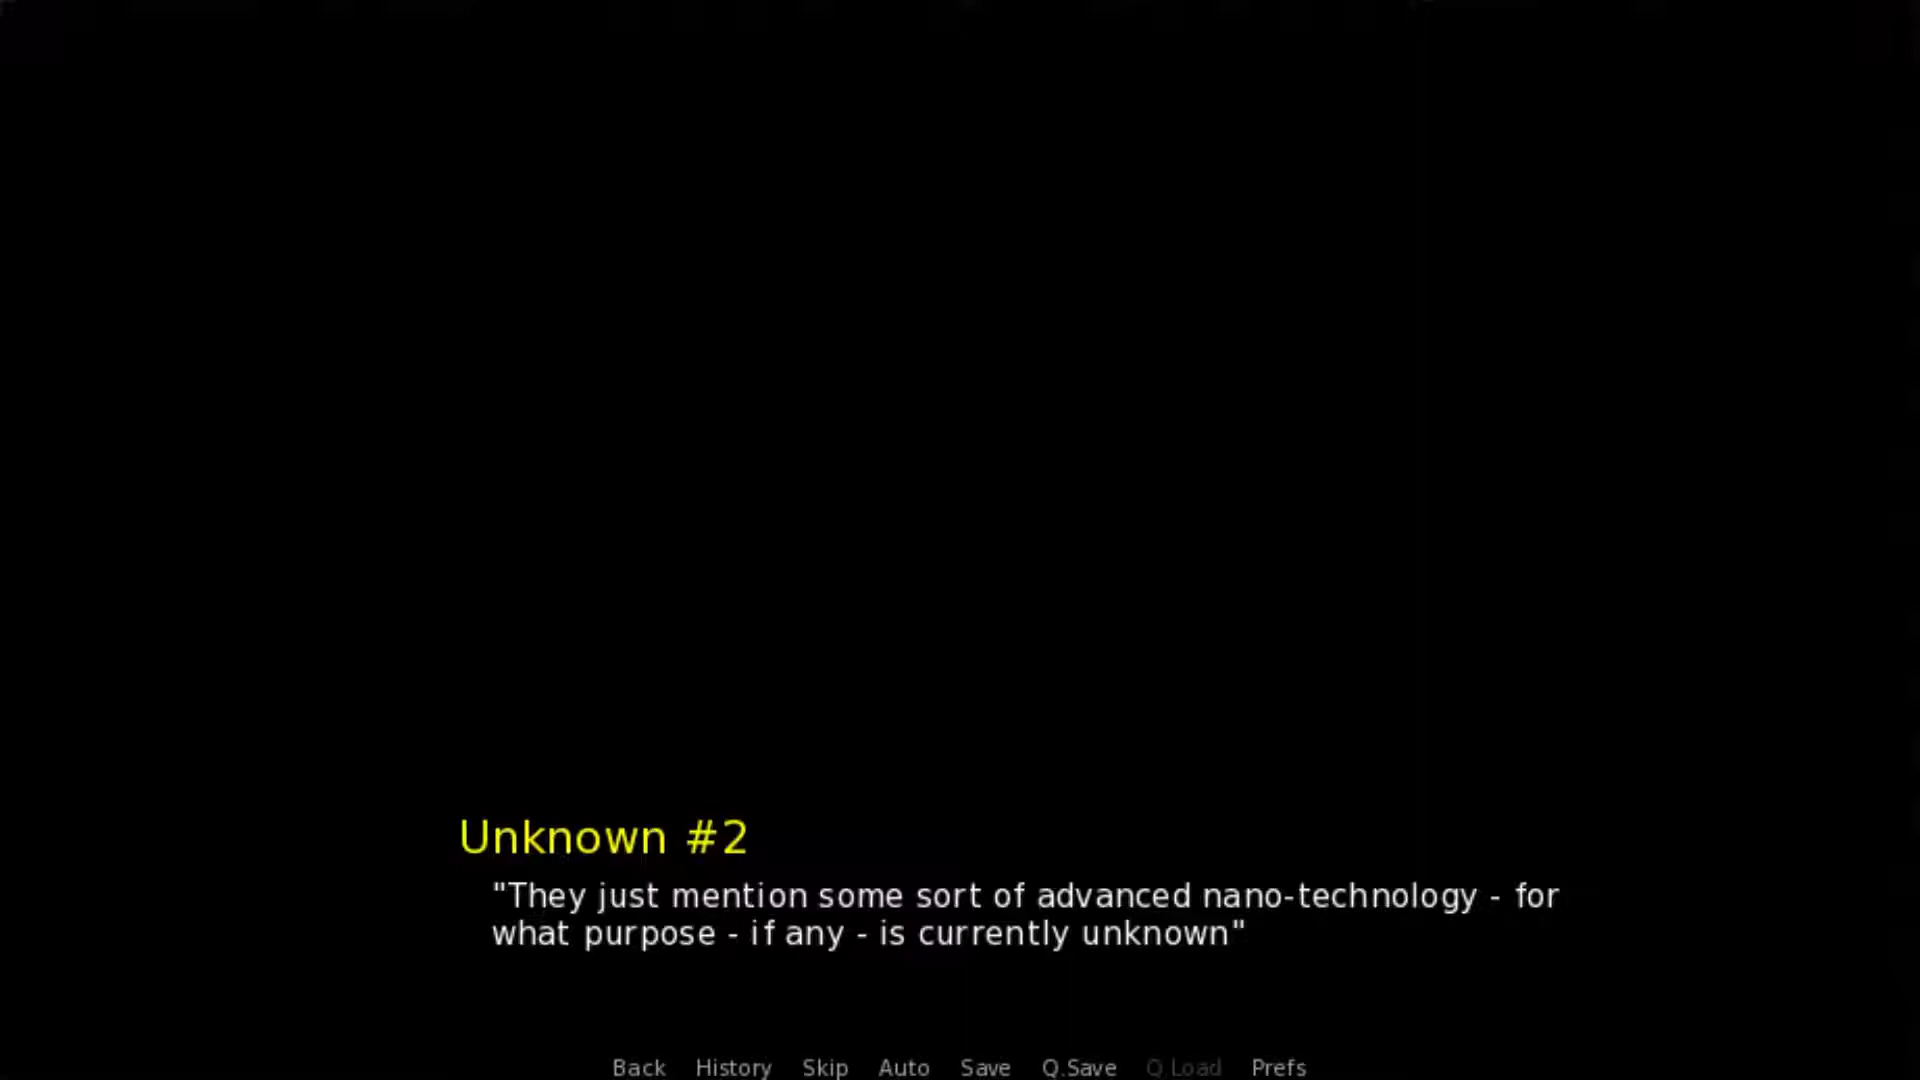 Unknown #2
"They just mention some sort of advanced nano-technology - for
what purpose - if any - is currently unknown"
Back History Skip Auto Save Q.Save Q.Load Prefs